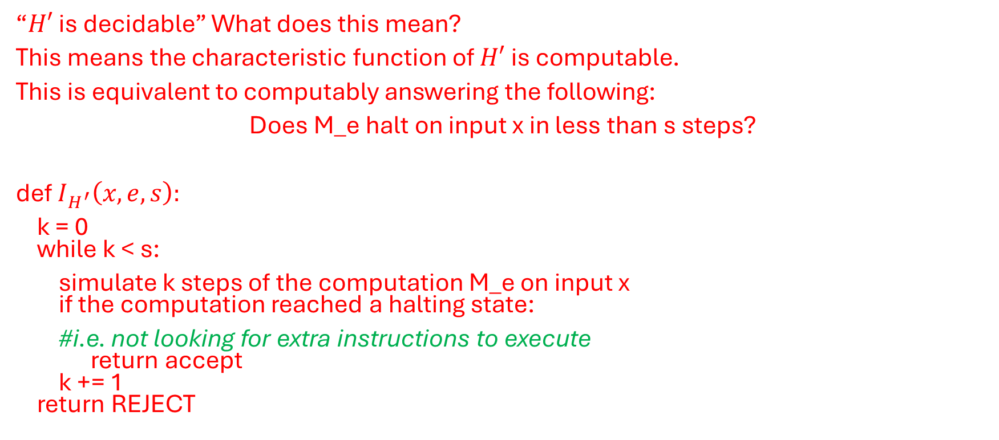 “H′ is decidable” What does this mean?
This means the characteristic function of H′ is computable.
This is equivalent to computably answering the following:
Does M_e halt on input x in less than s steps?
def I_H′(x, e, s):
k = 0
while k < s:
simulate k steps of the computation M_e on input x
if the computation reached a halting state:
#i.e. not looking for extra instructions to execute
return accept
k += 1
return REJECT